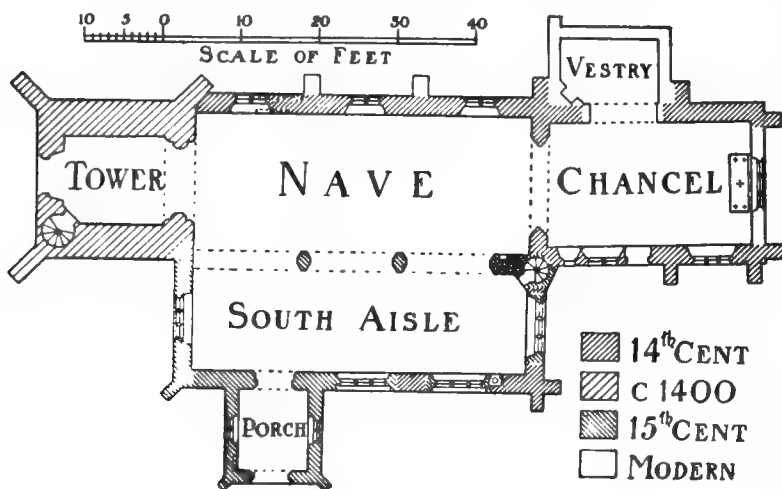 10 5 0 10 20 30 40
SCALE OF FEET
VESTRY
TOWER
NAVE
CHANCEL
SOUTH AISLE
PORCH
14th CENT
C 1400
15th CENT
MODERN